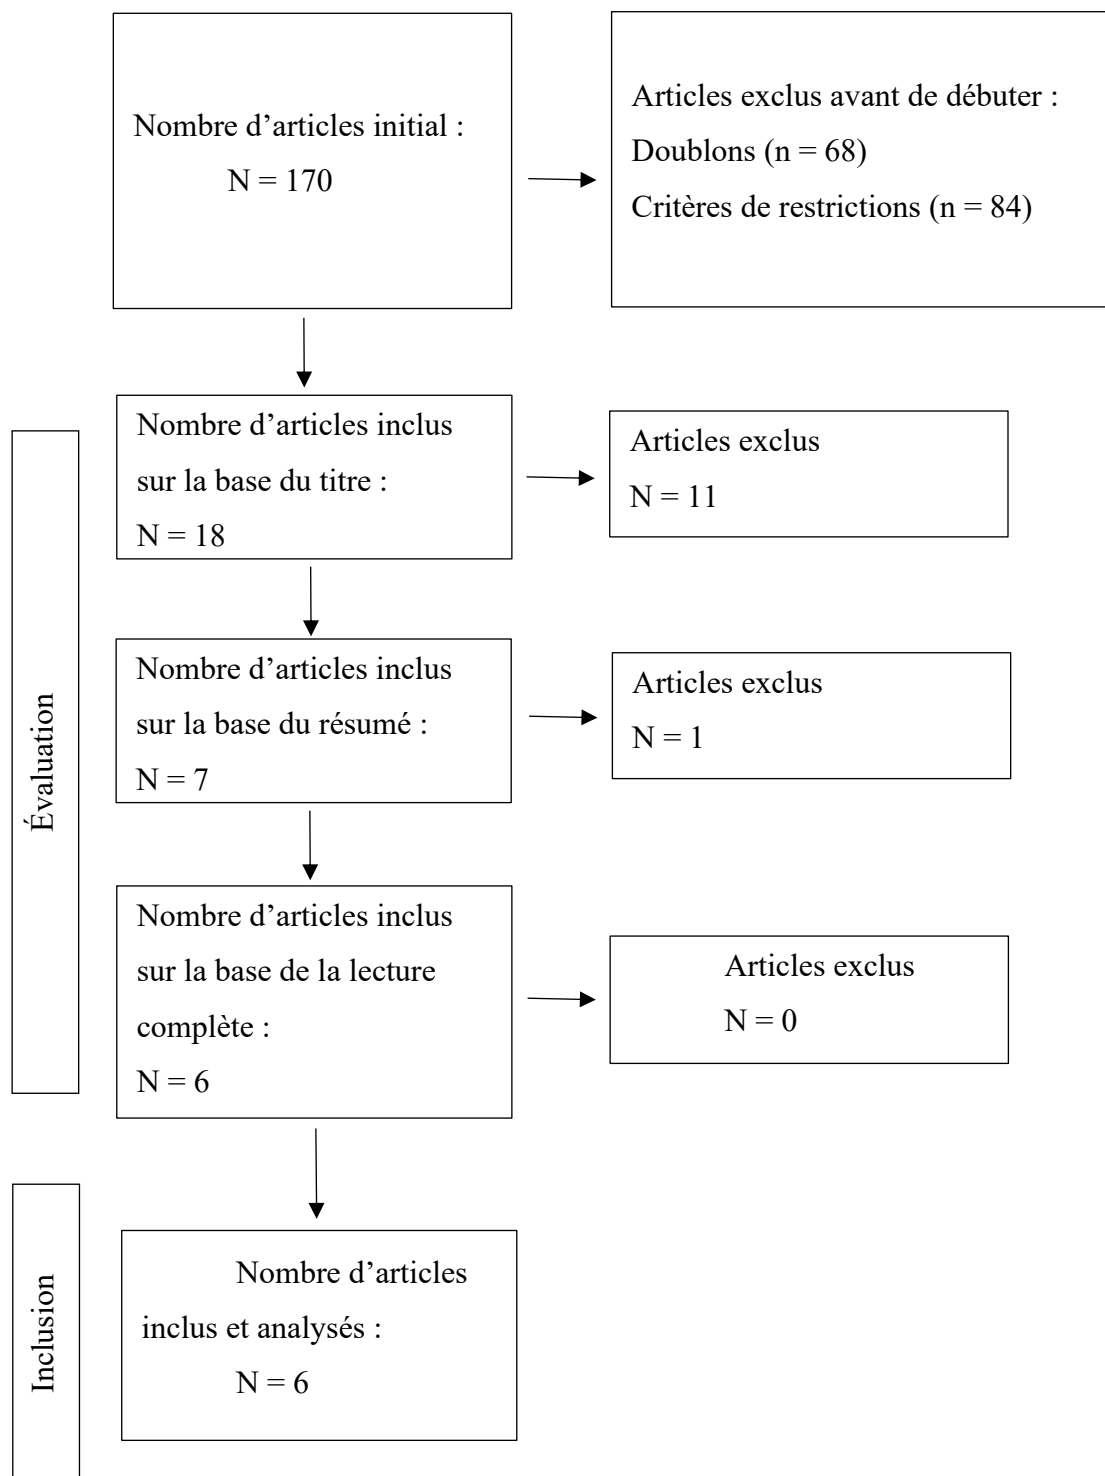 Nombre d’articles initial :
N = 170
Articles exclus avant de débuter :
Doublons (n = 68)
Critères de restrictions (n = 84)
Évaluation
Nombre d’articles inclus
sur la base du titre :
N = 18
Articles exclus
N = 11
Nombre d’articles inclus
sur la base du résumé :
N = 7
Articles exclus
N = 1
Nombre d’articles inclus
sur la base de la lecture
complète :
N = 6
Articles exclus
N = 0
Inclusion
Nombre d’articles
inclus et analysés :
N = 6